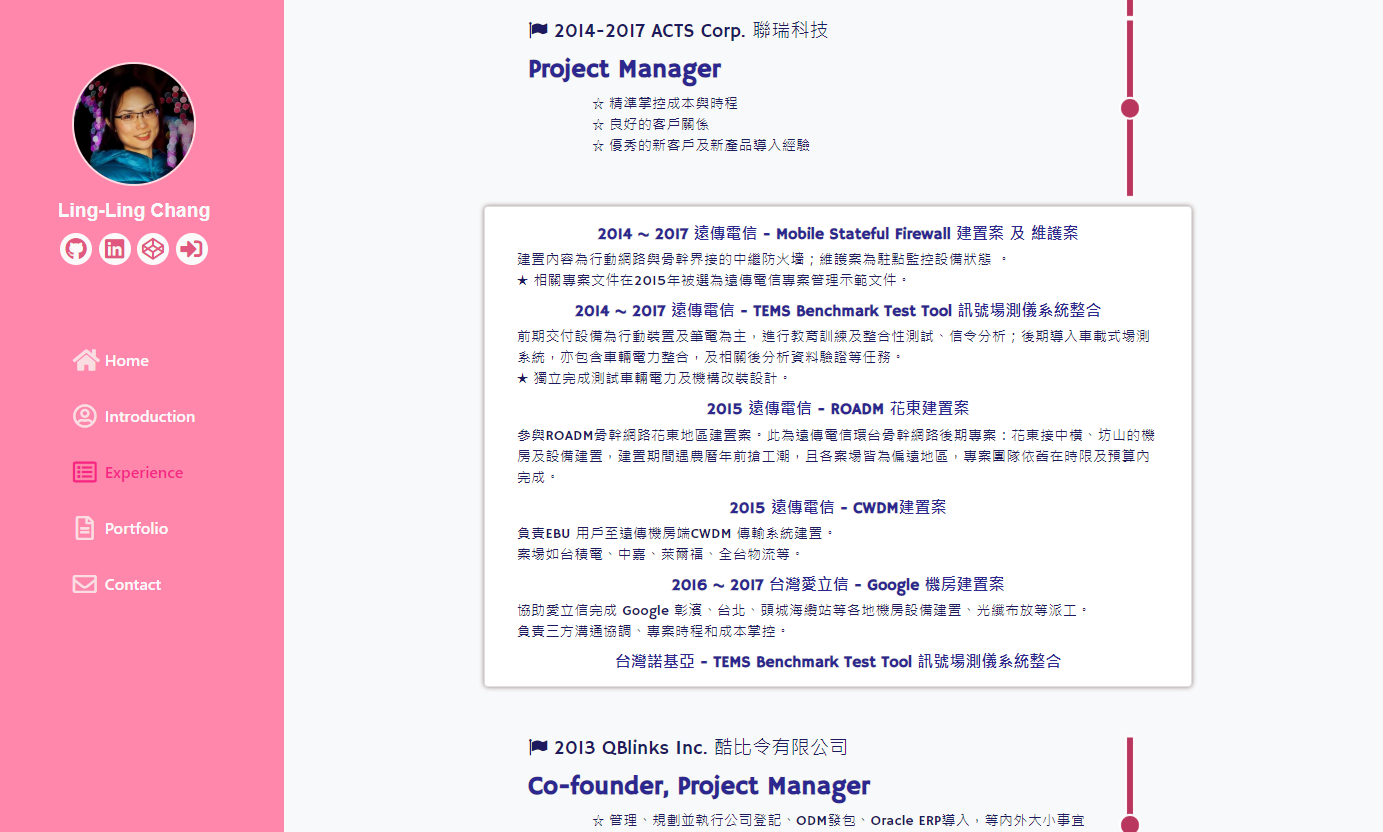 Ling-Ling Chang
Home
Introduction
Experience
Portfolio
Contact
2014-2017 ACTS Corp. 聯瑞科技
Project Manager
☆ 精準掌控成本與時程
☆ 良好的客戶關係
☆ 優秀的新客戶及新產品導入經驗
2014 ~ 2017 遠傳電信 - Mobile Stateful Firewall 建置案 及 維護案
建置內容為行動網路與骨幹界接的中繼防火墻；維護案為駐點監控設備狀態 。
★ 相關專案文件在2015年被選為遠傳電信專案管理示範文件。
2014 ~ 2017 遠傳電信 - TEMS Benchmark Test Tool 訊號場測儀系統整合
前期交付設備為行動裝置及筆電為主，進行教育訓練及整合性測試、信令分析；後期導入車載式場測
系統，亦包含車輛電力整合，及相關後分析資料驗證等任務。
★ 獨立完成測試車輛電力及機構改裝設計。
2015 遠傳電信 - ROADM 花東建置案
參與ROADM骨幹網路花東地區建置案。此為遠傳電信環台骨幹網路後期專案：花東接中橫、坊山的機
房及設備建置，建置期間遇農曆年前搶工潮，且各案場皆為偏遠地區，專案團隊依舊在時限及預算內
完成。
2015 遠傳電信 - CWDM建置案
負責EBU 用戶至遠傳機房端CWDM 傳輸系統建置。
案場如台積電、中嘉、萊爾福、全台物流等。
2016 ~ 2017 台灣愛立信 - Google 機房建置案
協助愛立信完成 Google 彰濱、台北、頭城海纜站等各地機房設備建置、光纖布放等派工。
負責三方溝通協調、專案時程和成本掌控。
台灣諾基亞 - TEMS Benchmark Test Tool 訊號場測儀系統整合
2013 QBlinks Inc. 酷比令有限公司
Co-founder, Project Manager
☆ 管理、規劃並執行公司登記、ODM發包、Oracle ERP導入，等內外大小事宜